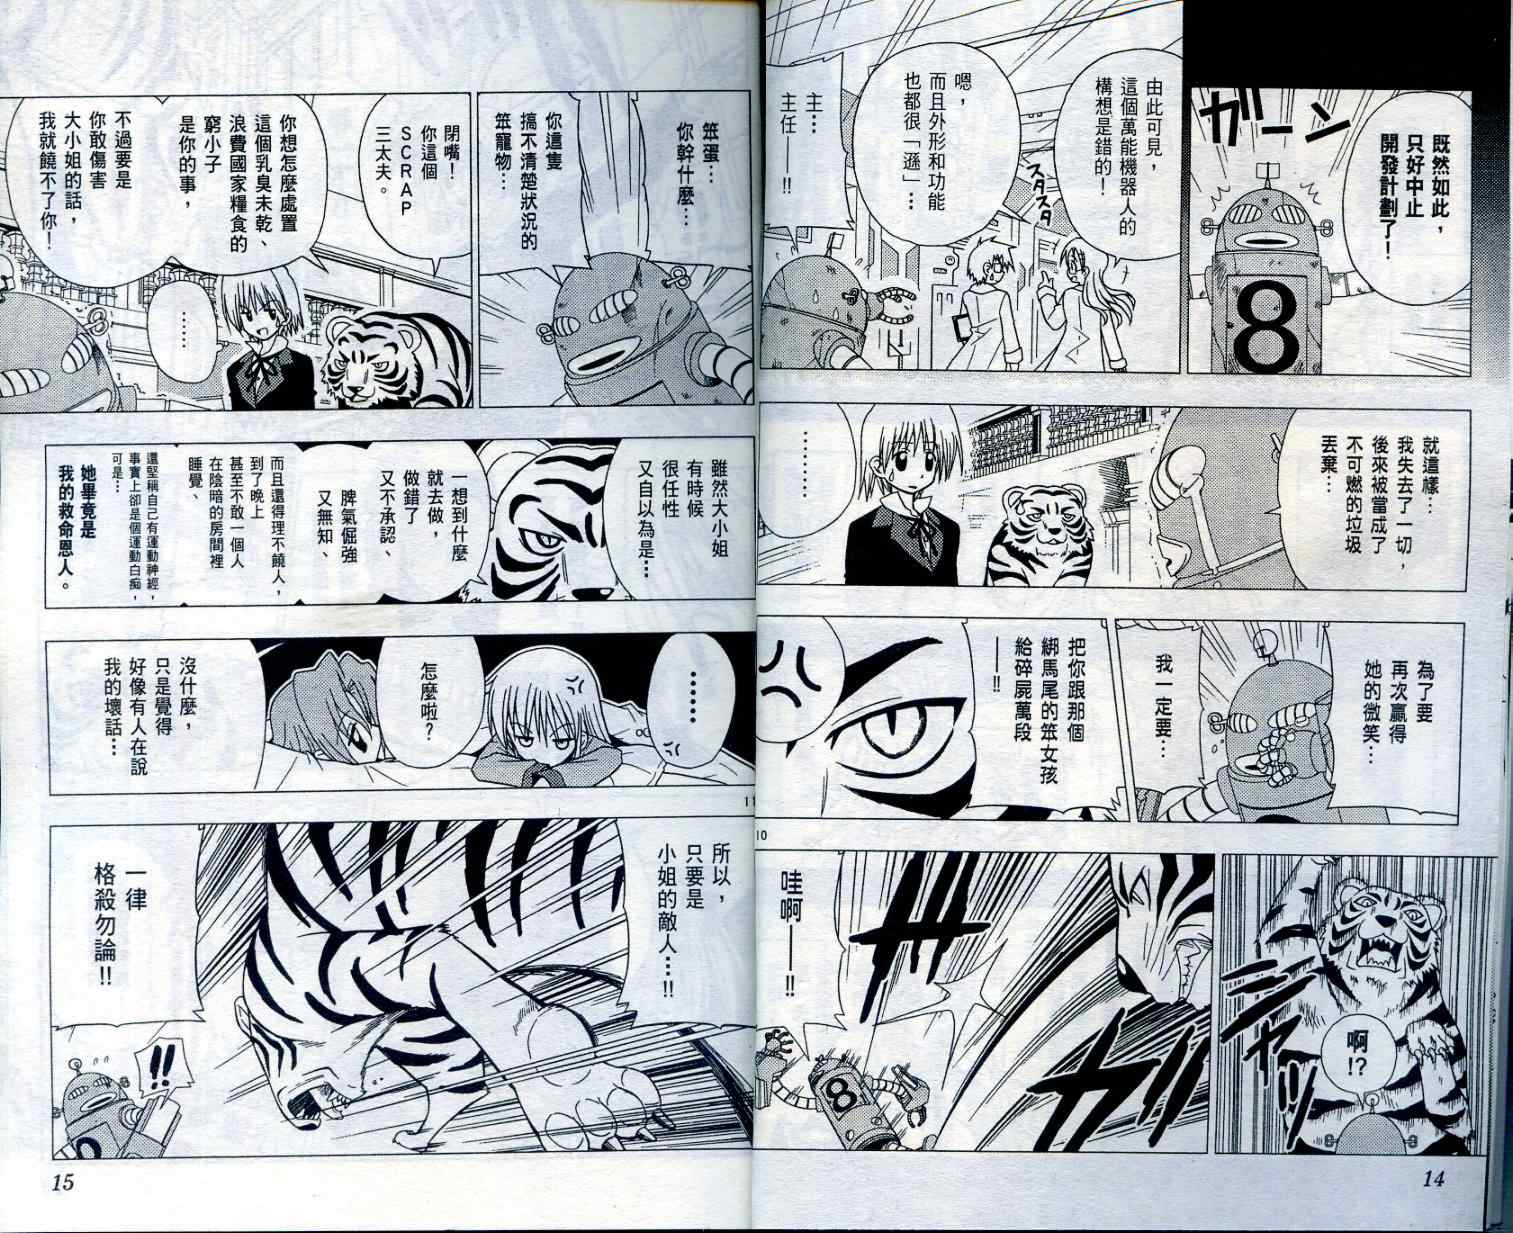 既然如此，
只好中止
開發計劃了！
ガーン
8
由此可見，
這個萬能機器人的
構想是錯的！
嗯，
而且外形和功能
也都很「遜」…
スタスタ
主…
主任——!!
就這樣…
我失去了一切，
後來被當成了
不可燃的垃圾
丟棄…
………
為了要
再次贏得
她的微笑…
我一定要…
把你跟那個
綁馬尾的笨女孩
給碎屍萬段
——!!
啊!?
哇啊——!!
8
10
14
笨蛋…
你幹什麼…
你這隻
搞不清楚狀況的
笨寵物…
閉嘴！
你這個
SCRAP
三太夫。
你想怎麼處置
這個乳臭未乾、
浪費國家糧食的
窮小子
是你的事，
不過要是
你敢傷害
大小姐的話，
我就饒不了你！
……
雖然大小姐
有時候
很任性
又自以為是…
一想到什麼
就去做，
做錯了
又不承認、
脾氣倔強
又無知、
而且還得理不饒人，
到了晚上
甚至不敢一個人
在陰暗的房間裡
睡覺、
還堅稱自己有運動神經，
事實上卻是個運動白痴，
可是…
她畢竟是
我的救命恩人。
……
怎麼啦？
沒什麼，
只是覺得
好像有人在說
我的壞話…
11
所以，
只要是
小姐的敵人…!!
一律
格殺勿論!!
!!
15